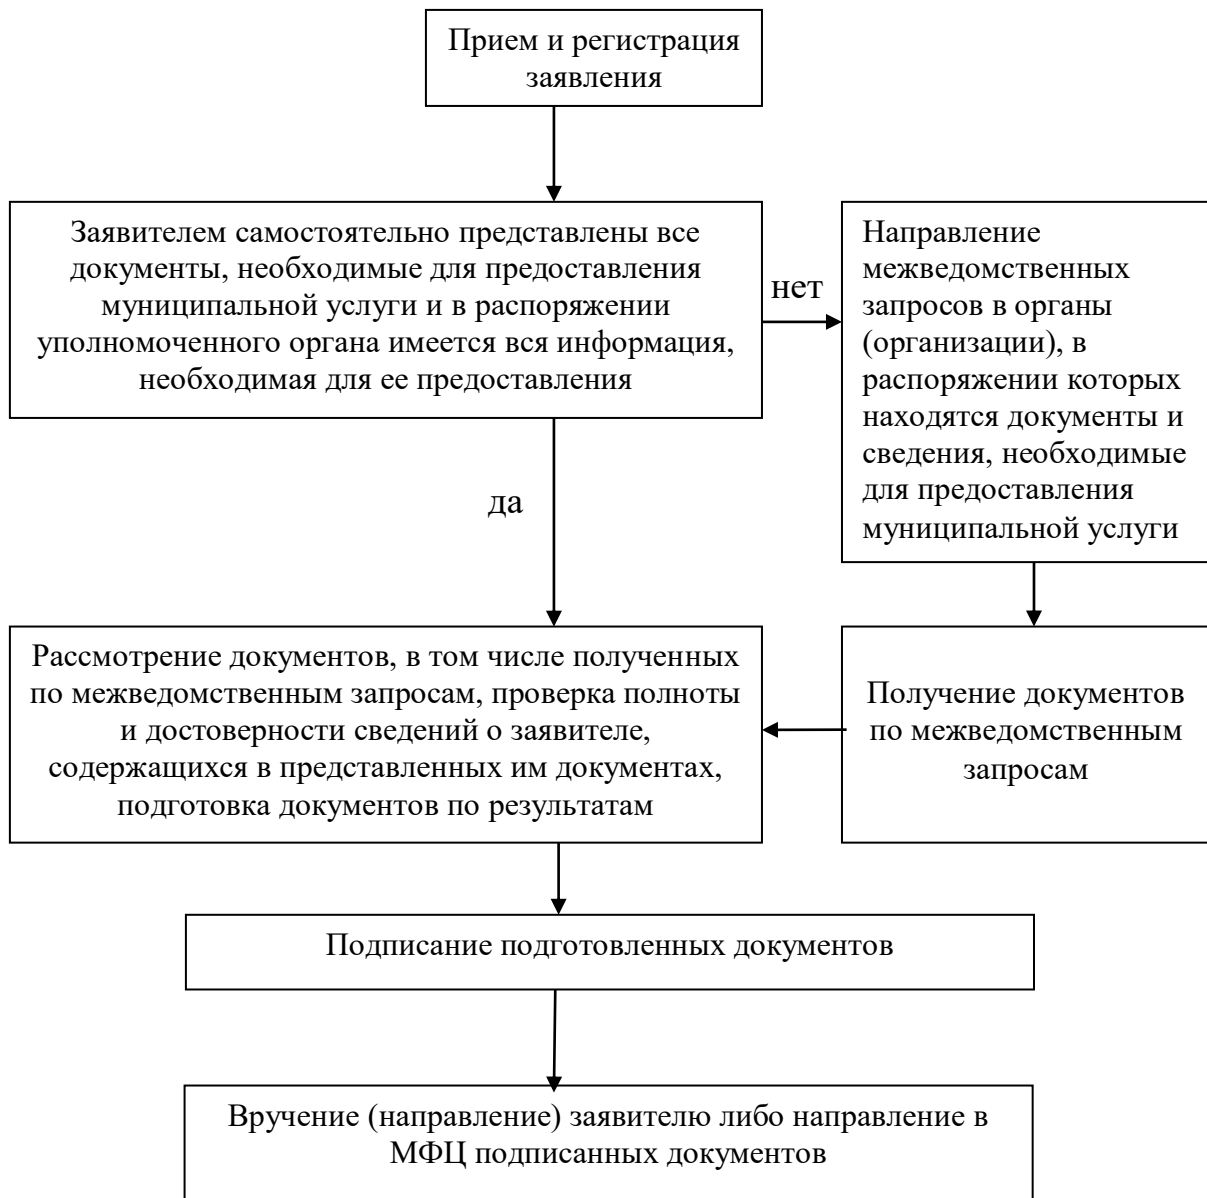 Прием и регистрация
заявления
Заявителем самостоятельно представлены все
документы, необходимые для предоставления
муниципальной услуги и в распоряжении
уполномоченного органа имеется вся информация,
необходимая для ее предоставления
нет
Направление
межведомственных
запросов в органы
(организации), в
распоряжении которых
находятся документы и
сведения, необходимые
для предоставления
муниципальной услуги
да
Рассмотрение документов, в том числе полученных
по межведомственным запросам, проверка полноты
и достоверности сведений о заявителе,
содержащихся в представленных им документах,
подготовка документов по результатам
Получение документов
по межведомственным
запросам
Подписание подготовленных документов
Вручение (направление) заявителю либо направление в
МФЦ подписанных документов